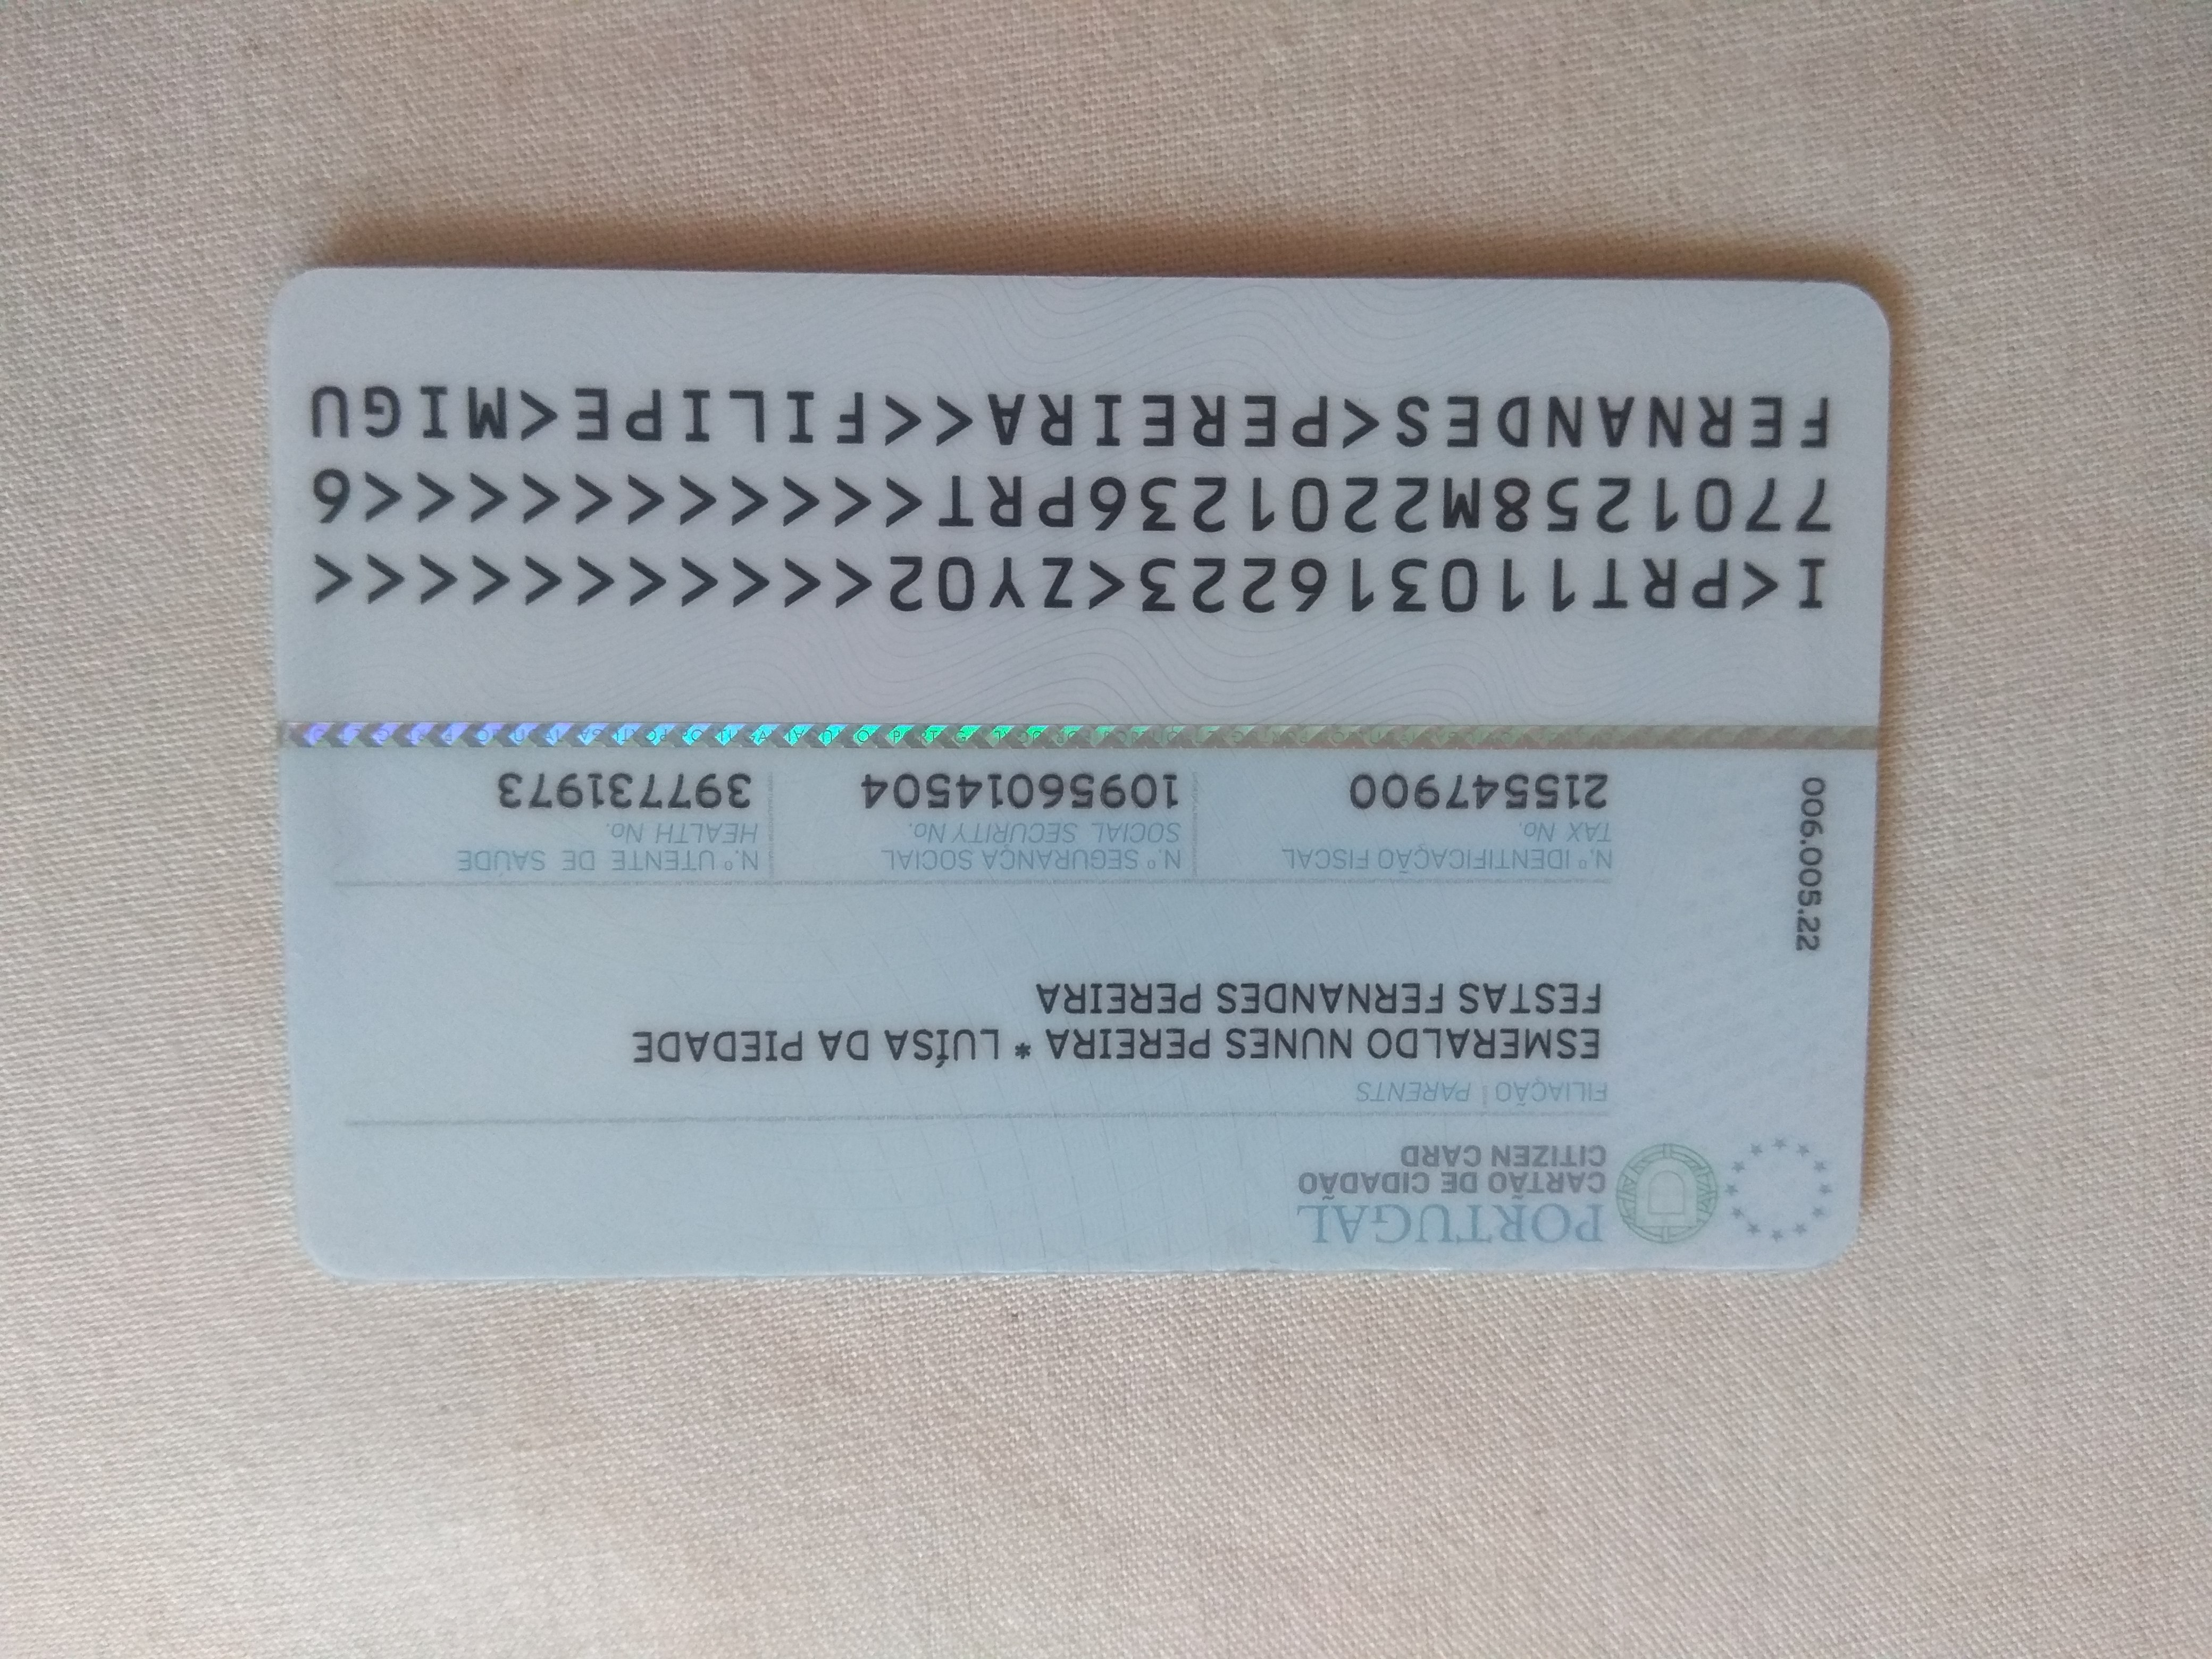 PORTUGAL
CARTÃO DE CIDADÃO
CITIZEN CARD
FILIAÇÃO | PARENTS
ESMERALDO NUNES PEREIRA * LUÍSA DA PIEDADE
FESTAS FERNANDES PEREIRA
006.005.22
N.º IDENTIFICAÇÃO FISCAL N.º SEGURANÇA SOCIAL N.º UTENTE DE SAÚDE
TAX No. SOCIAL SECURITY No. HEALTH No.
215547900 10956014504 397731973
I<PRT110316223<ZY02<<<<<<<<<<<
7701258M2201236PRT<<<<<<<<<<<6
FERNANDES<PEREIRA<<FILIPE<MIGU